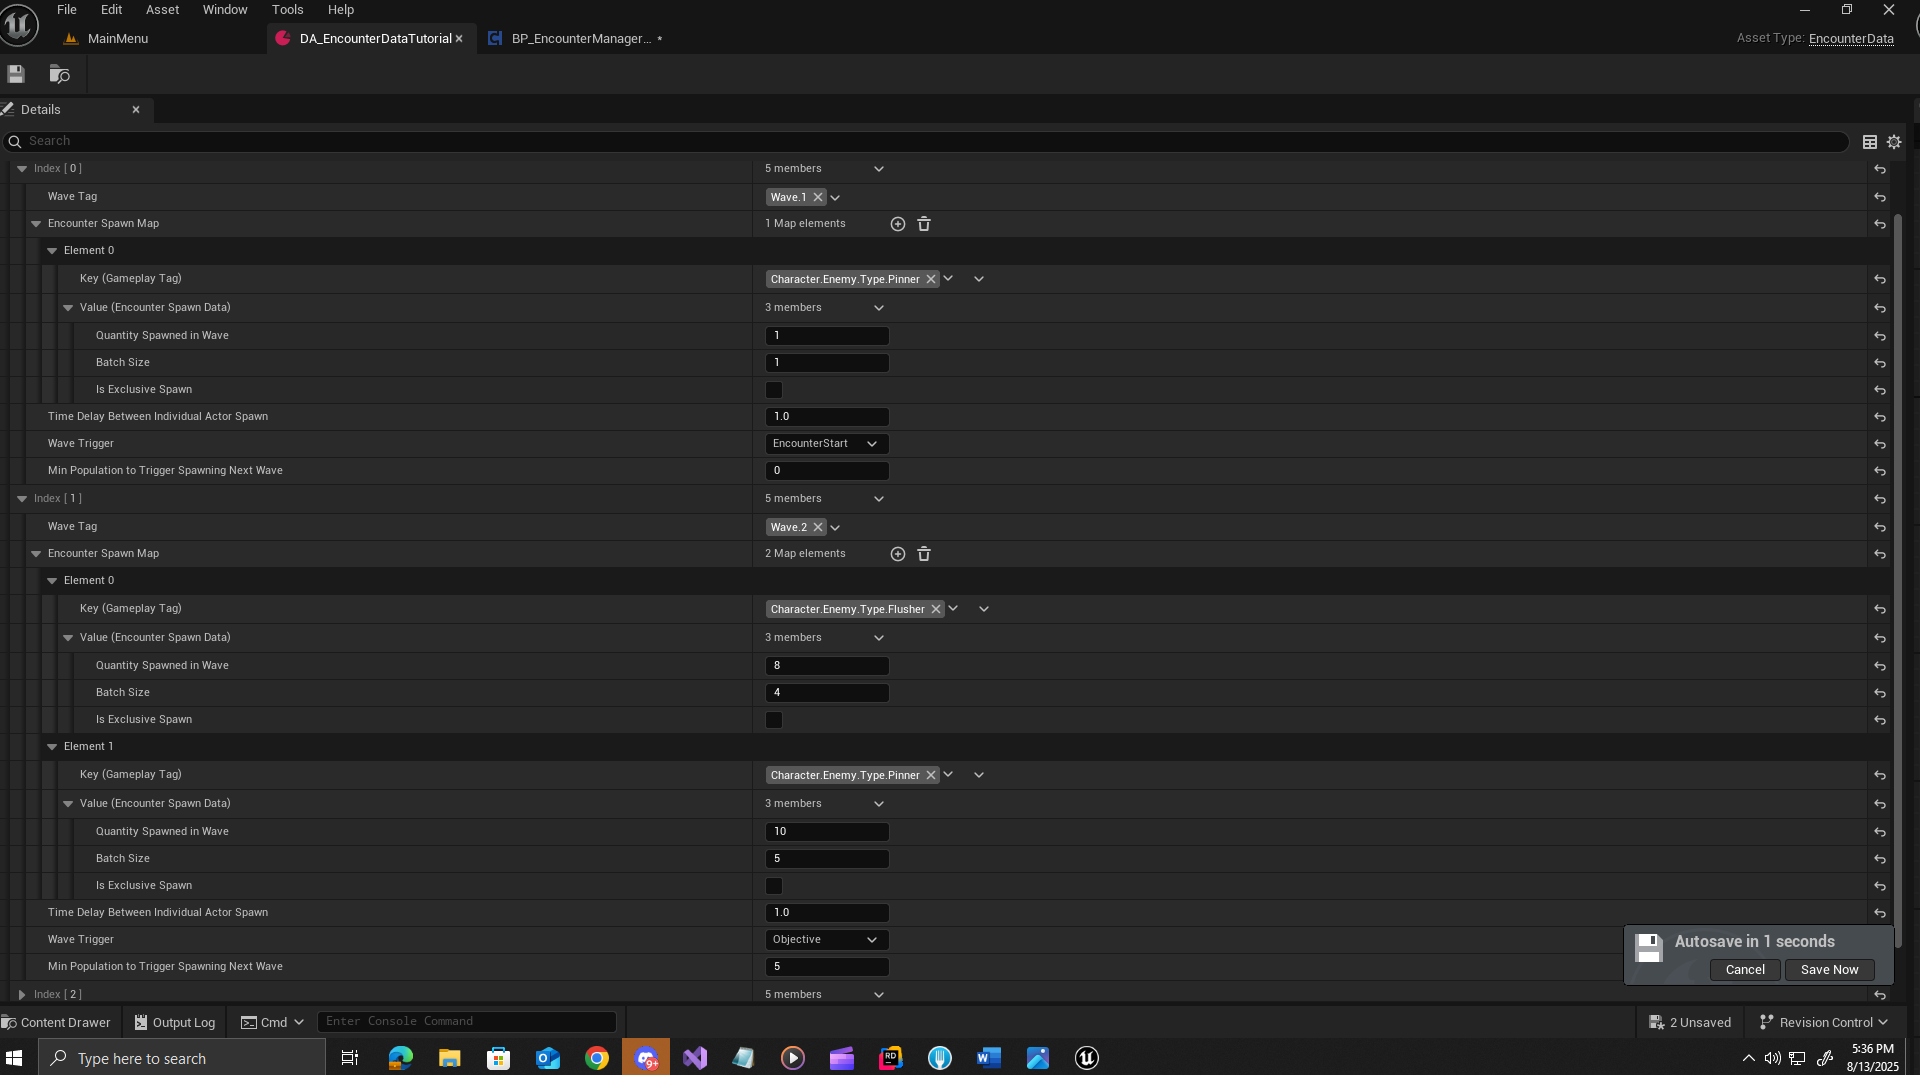 File Edit Asset Window Tools Help
MainMenu DA_EncounterDataTutorial BP_EncounterManager... *
Asset Type: EncounterData
Details
Search
Index [ 0 ] 5 members
Wave Tag Wave.1
Encounter Spawn Map 1 Map elements
Element 0
Key (Gameplay Tag) Character.Enemy.Type.Pinner
Value (Encounter Spawn Data) 3 members
Quantity Spawned in Wave 1
Batch Size 1
Is Exclusive Spawn
Time Delay Between Individual Actor Spawn 1.0
Wave Trigger EncounterStart
Min Population to Trigger Spawning Next Wave 0
Index [ 1 ] 5 members
Wave Tag Wave.2
Encounter Spawn Map 2 Map elements
Element 0
Key (Gameplay Tag) Character.Enemy.Type.Flusher
Value (Encounter Spawn Data) 3 members
Quantity Spawned in Wave 8
Batch Size 4
Is Exclusive Spawn
Element 1
Key (Gameplay Tag) Character.Enemy.Type.Pinner
Value (Encounter Spawn Data) 3 members
Quantity Spawned in Wave 10
Batch Size 5
Is Exclusive Spawn
Time Delay Between Individual Actor Spawn 1.0
Wave Trigger Objective
Min Population to Trigger Spawning Next Wave 5
Index [ 2 ] 5 members
Autosave in 1 seconds
Cancel Save Now
Content Drawer Output Log Cmd Enter Console Command 2 Unsaved Revision Control
Type here to search
9+
RD
5:36 PM
8/13/2025